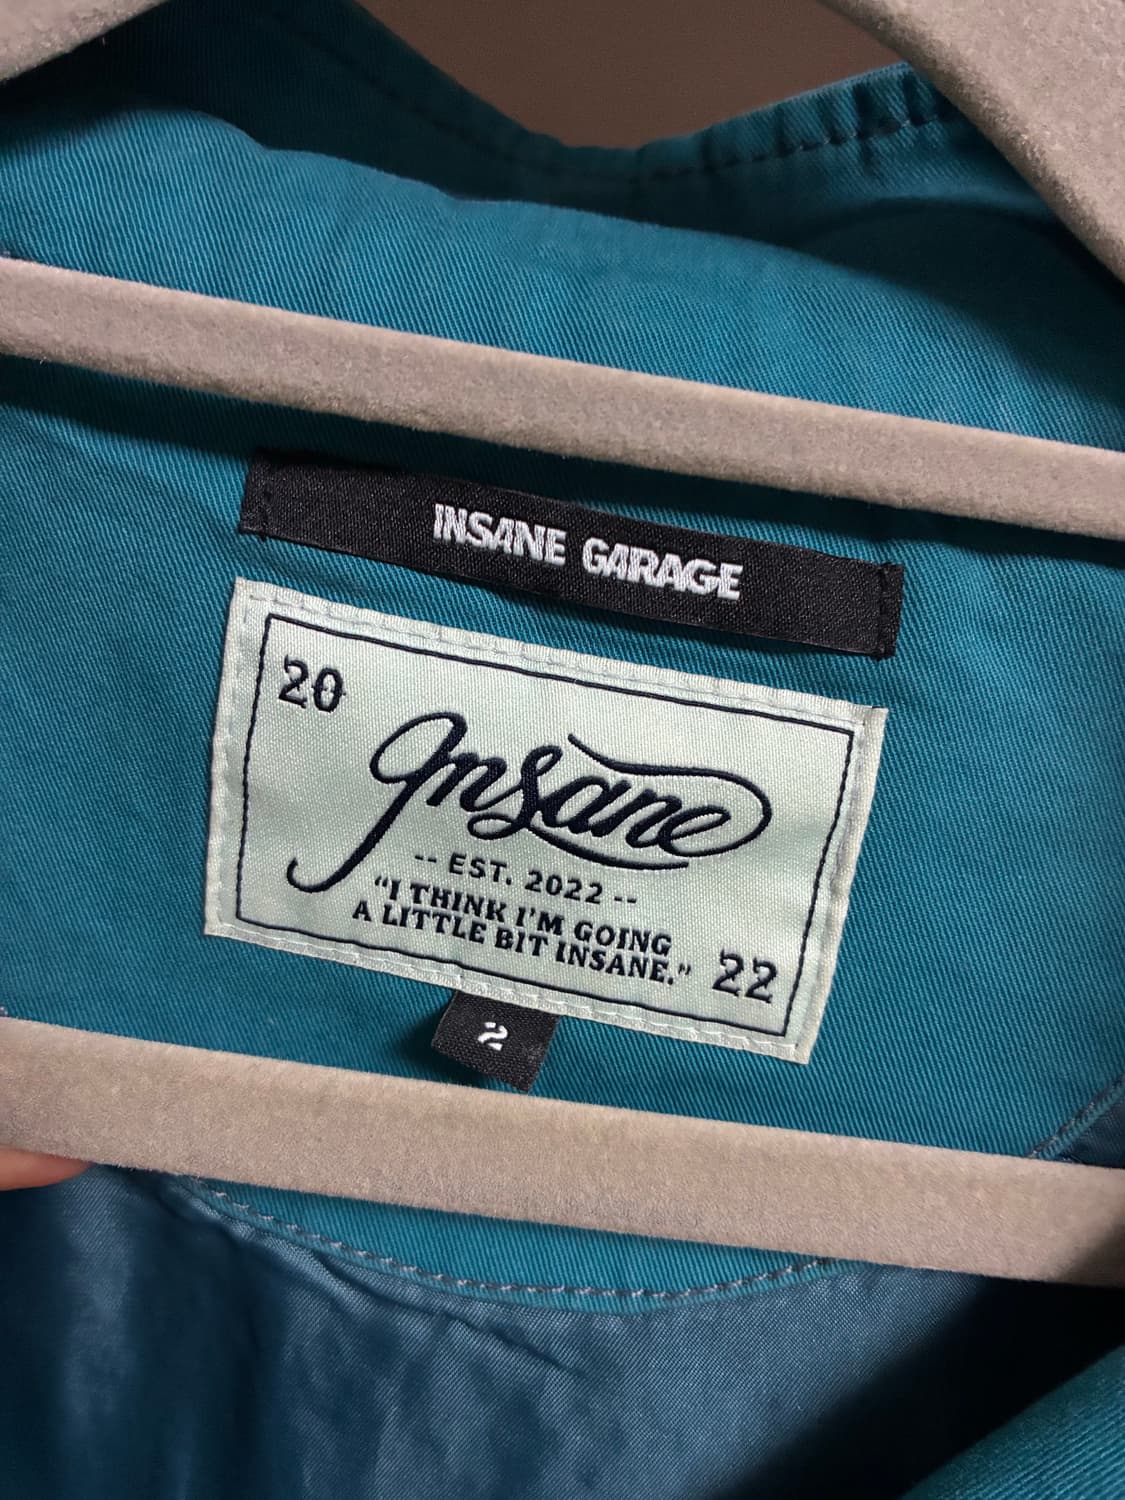 INSANE GARAGE
20
Insane
-- EST. 2022 --
“I THINK I’M GOING
A LITTLE BIT INSANE.”
22
2